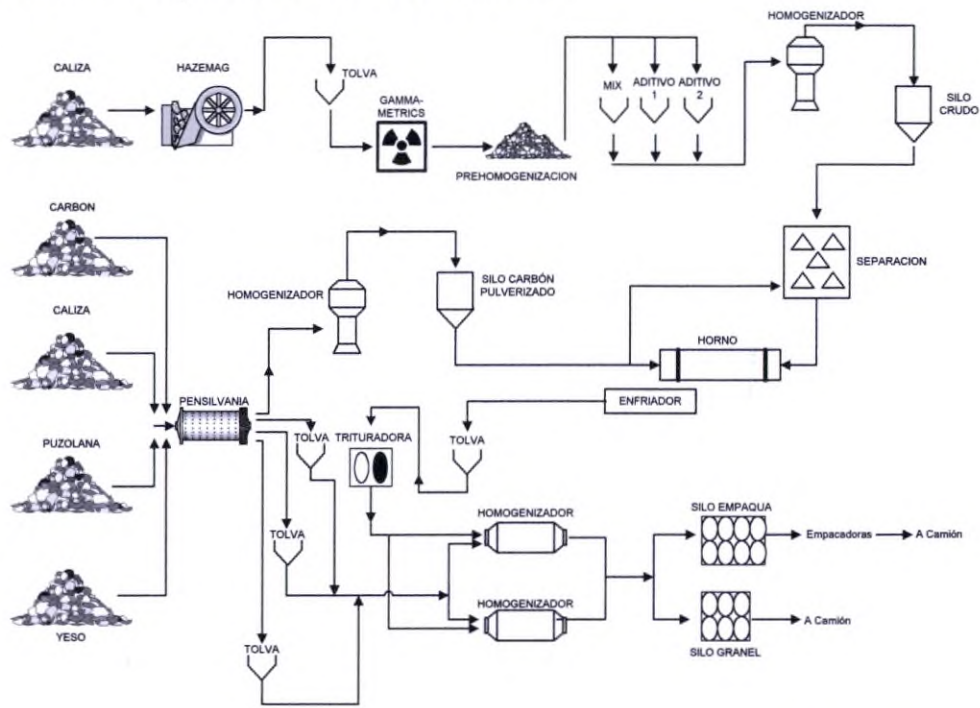 HOMOGENIZADOR
CALIZA
HAZEMAG
TOLVA
GAMMA-
METRICS
MIX
ADITIVO
1
ADITIVO
2
SILO
CRUDO
PREHOMOGENIZACION
CARBON
HOMOGENIZADOR
SILO CARBÓN
PULVERIZADO
SEPARACION
CALIZA
HORNO
PENSILVANIA
ENFRIADOR
TOLVA
TRITURADORA
TOLVA
PUZOLANA
HOMOGENIZADOR
SILO EMPAQUA
TOLVA
Empacadoras
A Camión
HOMOGENIZADOR
A Camión
YESO
TOLVA
SILO GRANEL